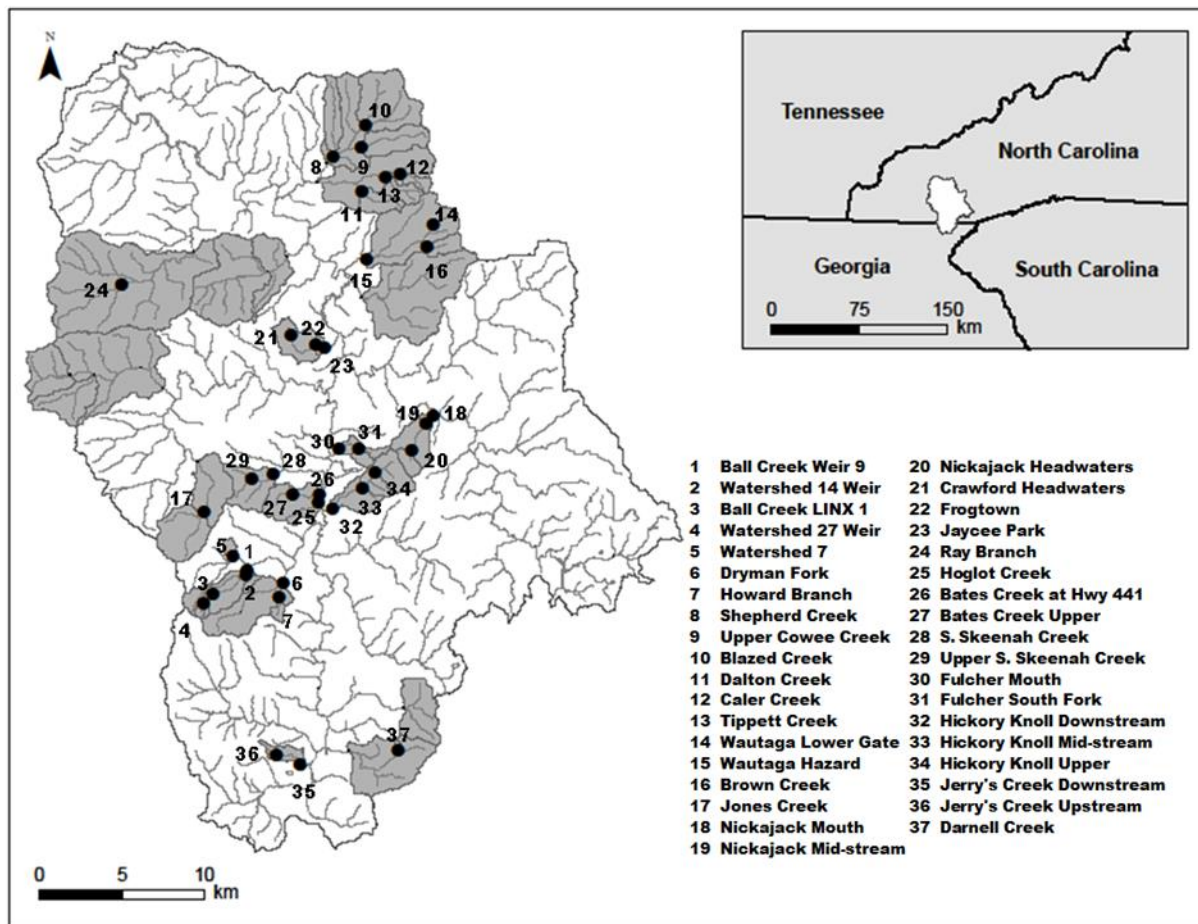 N
10
8
9
12
13
11
14
16
15
24
21
22
23
19
18
30
31
20
29
28
34
17
26
27
33
25
32
5
1
3
6
2
4
7
37
36
35
0 5 10
km
Tennessee
North Carolina
Georgia
South Carolina
0 75 150
km
1 Ball Creek Weir 9
2 Watershed 14 Weir
3 Ball Creek LINX 1
4 Watershed 27 Weir
5 Watershed 7
6 Dryman Fork
7 Howard Branch
8 Shepherd Creek
9 Upper Cowee Creek
10 Blazed Creek
11 Dalton Creek
12 Caler Creek
13 Tippett Creek
14 Wautaga Lower Gate
15 Wautaga Hazard
16 Brown Creek
17 Jones Creek
18 Nickajack Mouth
19 Nickajack Mid-stream
20 Nickajack Headwaters
21 Crawford Headwaters
22 Frogtown
23 Jaycee Park
24 Ray Branch
25 Hoglot Creek
26 Bates Creek at Hwy 441
27 Bates Creek Upper
28 S. Skeenah Creek
29 Upper S. Skeenah Creek
30 Fulcher Mouth
31 Fulcher South Fork
32 Hickory Knoll Downstream
33 Hickory Knoll Mid-stream
34 Hickory Knoll Upper
35 Jerry's Creek Downstream
36 Jerry's Creek Upstream
37 Darnell Creek